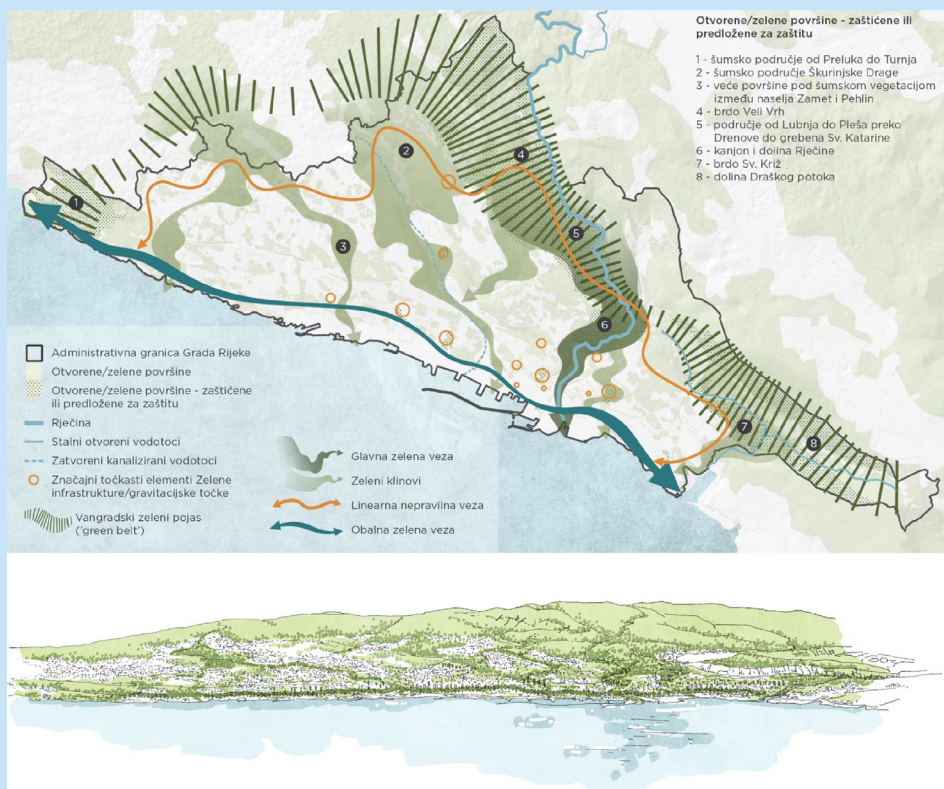 Otvorene/zelene površine - zaštićene ili
predložene za zaštitu
1 - šumsko područje od Preluka do Turnja
2 - šumsko područje Škurinjske Drage
3 - veće površine pod šumskom vegetacijom
između naselja Zamet i Pehlin
4 - brdo Veli Vrh
5 - područje od Lubnja do Pleša preko
Drenove do grebena Sv. Katarine
6 - kanjon i dolina Rječine
7 - brdo Sv. Križ
8 - dolina Draškog potoka
1
2
3
4
5
6
7
8
Administrativna granica Grada Rijeke
Otvorene/zelene površine
Otvorene/zelene površine - zaštićene
ili predložene za zaštitu
Rječina
Stalni otvoreni vodotoci
Zatvoreni kanalizirani vodotoci
Značajni točkasti elementi Zelene
infrastrukture/gravitacijske točke
Vangradski zeleni pojas
('green belt')
Glavna zelena veza
Zeleni klinovi
Linearna nepravilna veza
Obalna zelena veza